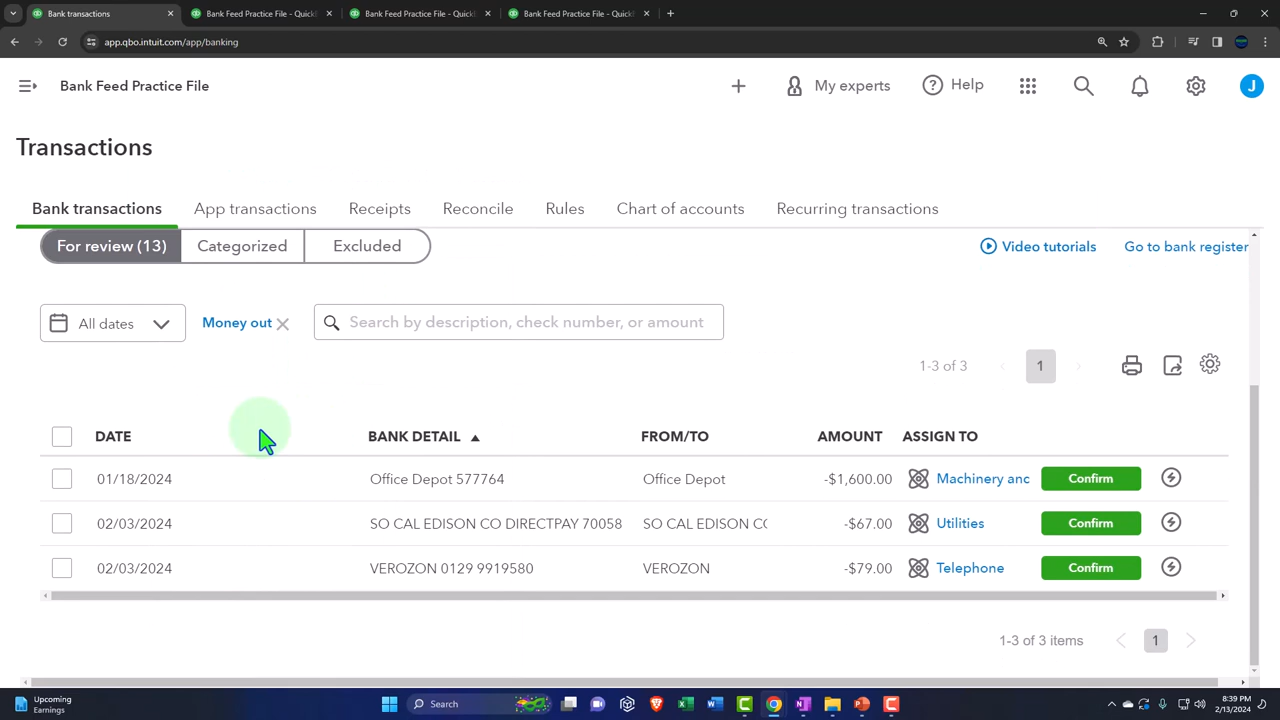 Bank transactions
Bank Feed Practice File - Quick
Bank Feed Practice File - Quick
Bank Feed Practice File - Quick
app.qbo.intuit.com/app/banking
Bank Feed Practice File
My experts
Help
J
Transactions
Bank transactions
App transactions
Receipts
Reconcile
Rules
Chart of accounts
Recurring transactions
For review (13)
Categorized
Excluded
Video tutorials
Go to bank register
All dates
Money out
Search by description, check number, or amount
1-3 of 3
1
DATE
BANK DETAIL
FROM/TO
AMOUNT
ASSIGN TO
01/18/2024 Office Depot 577764 Office Depot -$1,600.00 Machinery anc Confirm
02/03/2024 SO CAL EDISON CO DIRECTPAY 70058 SO CAL EDISON CC -$67.00 Utilities Confirm
02/03/2024 VEROZON 0129 9919580 VEROZON -$79.00 Telephone Confirm
1-3 of 3 items
1
Upcoming
Earnings
Search
8:39 PM
2/13/2024